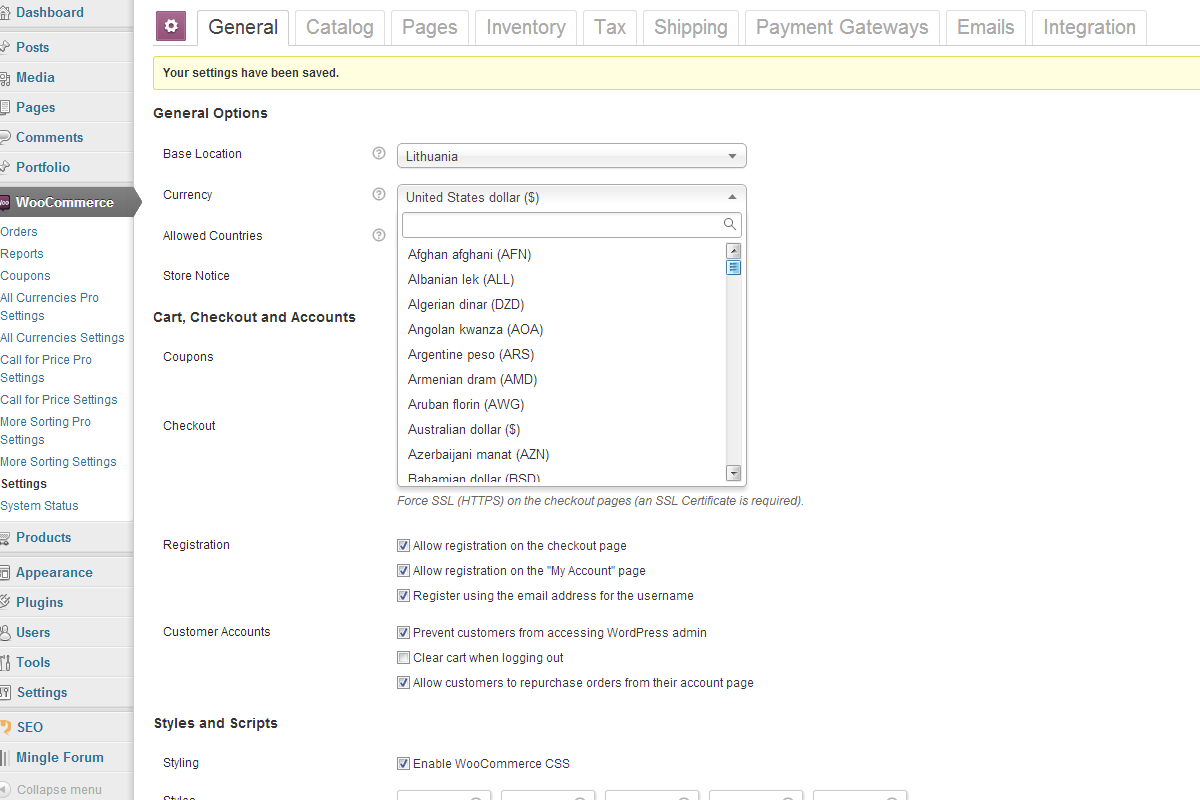 Dashboard
Posts
Media
Pages
Comments
Portfolio
WooCommerce
Orders
Reports
Coupons
All Currencies Pro
Settings
All Currencies Settings
Call for Price Pro
Settings
Call for Price Settings
More Sorting Pro
Settings
More Sorting Settings
Settings
System Status
Products
Appearance
Plugins
Users
Tools
Settings
SEO
Mingle Forum
Collapse menu
General Catalog Pages Inventory Tax Shipping Payment Gateways Emails Integration
Your settings have been saved.
General Options
Base Location
Lithuania
Currency
United States dollar ($)
Afghan afghani (AFN)
Albanian lek (ALL)
Algerian dinar (DZD)
Angolan kwanza (AOA)
Argentine peso (ARS)
Armenian dram (AMD)
Aruban florin (AWG)
Australian dollar ($)
Azerbaijani manat (AZN)
Bahamian dollar (BSD)
Allowed Countries
Store Notice
Cart, Checkout and Accounts
Coupons
Checkout
Force SSL (HTTPS) on the checkout pages (an SSL Certificate is required).
Registration
Allow registration on the checkout page
Allow registration on the "My Account" page
Register using the email address for the username
Customer Accounts
Prevent customers from accessing WordPress admin
Clear cart when logging out
Allow customers to repurchase orders from their account page
Styles and Scripts
Styling
Enable WooCommerce CSS
Styles